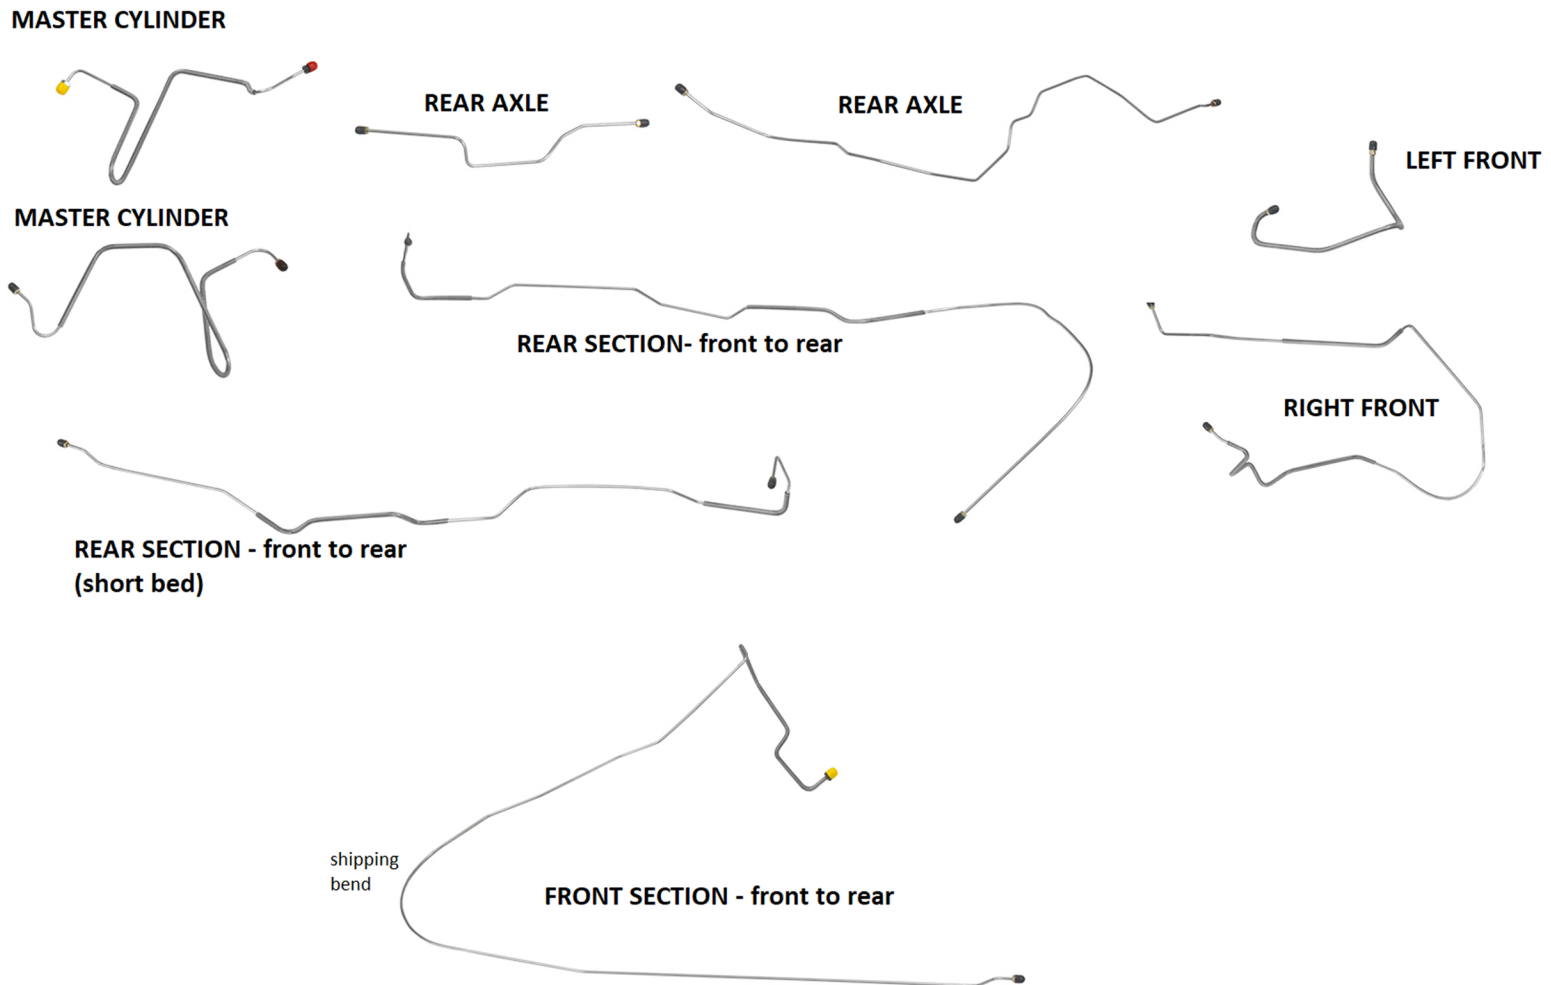 MASTER CYLINDER
REAR AXLE
REAR AXLE
LEFT FRONT
MASTER CYLINDER
REAR SECTION- front to rear
RIGHT FRONT
REAR SECTION - front to rear
(short bed)
shipping
bend
FRONT SECTION - front to rear